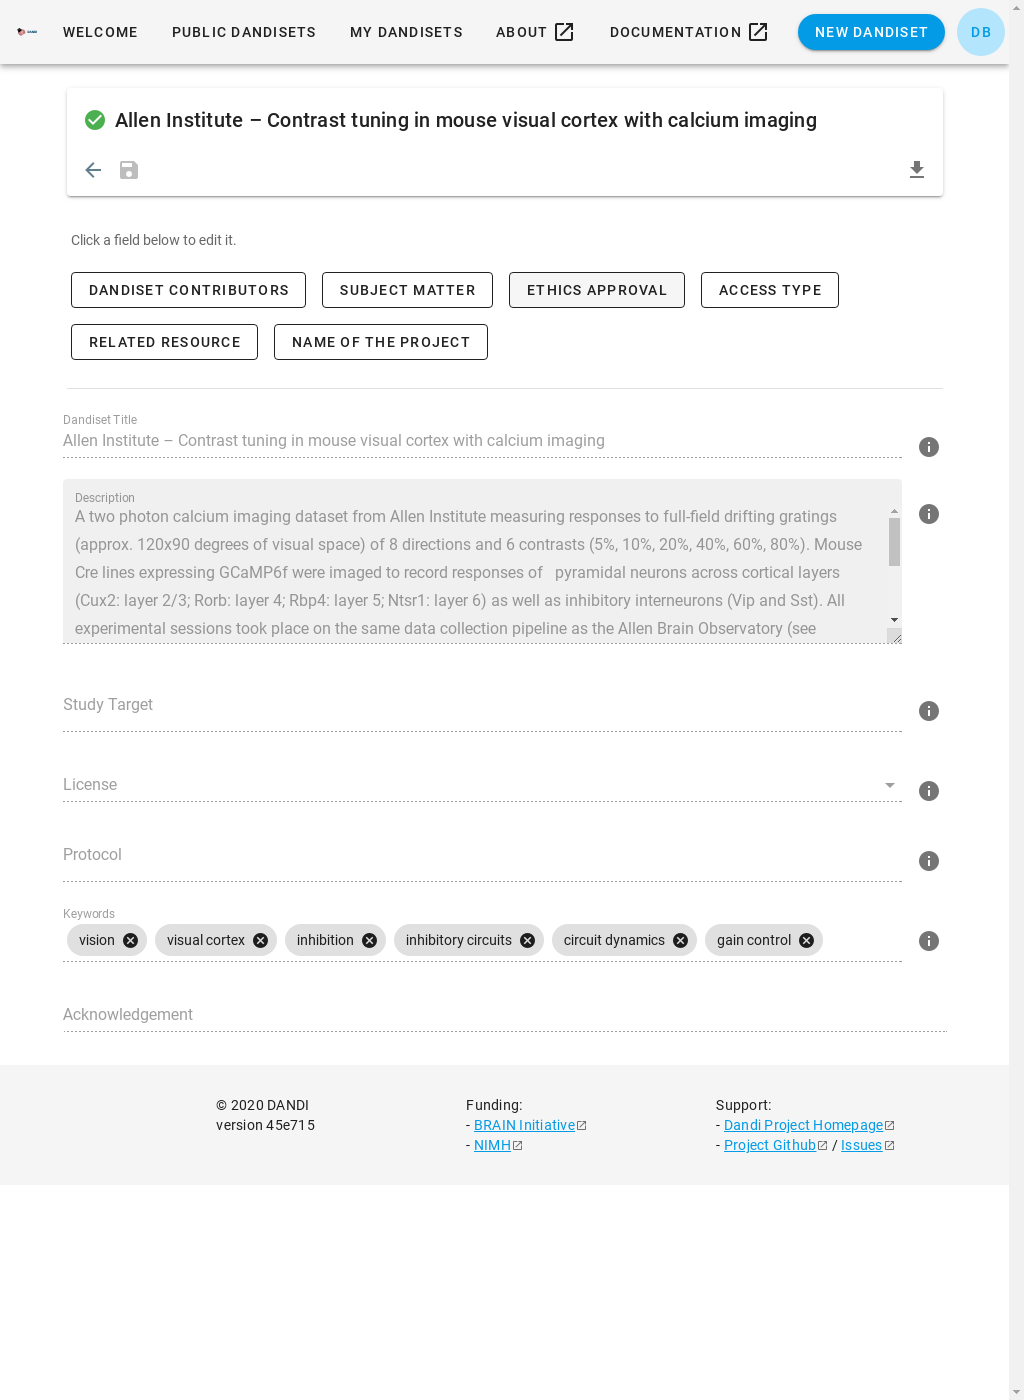 WELCOME PUBLIC DANDISETS MY DANDISETS ABOUT DOCUMENTATION NEW DANDISET DB
Allen Institute – Contrast tuning in mouse visual cortex with calcium imaging
Click a field below to edit it.
DANDISET CONTRIBUTORS SUBJECT MATTER ETHICS APPROVAL ACCESS TYPE
RELATED RESOURCE NAME OF THE PROJECT
Dandiset Title
Allen Institute – Contrast tuning in mouse visual cortex with calcium imaging
Description
A two photon calcium imaging dataset from Allen Institute measuring responses to full-field drifting gratings
(approx. 120x90 degrees of visual space) of 8 directions and 6 contrasts (5%, 10%, 20%, 40%, 60%, 80%). Mouse
Cre lines expressing GCaMP6f were imaged to record responses of pyramidal neurons across cortical layers
(Cux2: layer 2/3; Rorb: layer 4; Rbp4: layer 5; Ntsr1: layer 6) as well as inhibitory interneurons (Vip and Sst). All
experimental sessions took place on the same data collection pipeline as the Allen Brain Observatory (see
Study Target
License
Protocol
Keywords
vision visual cortex inhibition inhibitory circuits circuit dynamics gain control
Acknowledgement
© 2020 DANDI
version 45e715
Funding:
- BRAIN Initiative
- NIMH
Support:
- Dandi Project Homepage
- Project Github / Issues